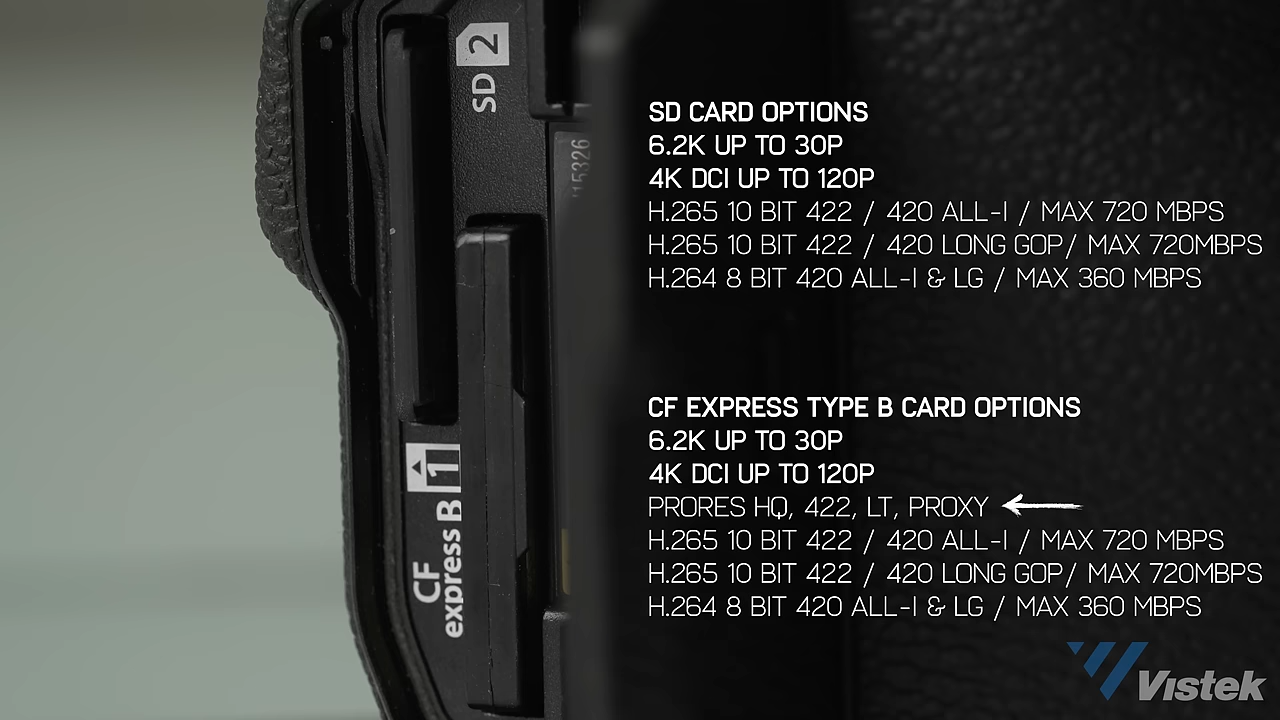 SD 2
15326
CF
express B 1
SD CARD OPTIONS
6.2K UP TO 30P
4K DCI UP TO 120P
H.265 10 BIT 422 / 420 ALL-I / MAX 720 MBPS
H.265 10 BIT 422 / 420 LONG GOP/ MAX 720MBPS
H.264 8 BIT 420 ALL-I & LG / MAX 360 MBPS
CF EXPRESS TYPE B CARD OPTIONS
6.2K UP TO 30P
4K DCI UP TO 120P
PRORES HQ, 422, LT, PROXY
H.265 10 BIT 422 / 420 ALL-I / MAX 720 MBPS
H.265 10 BIT 422 / 420 LONG GOP/ MAX 720MBPS
H.264 8 BIT 420 ALL-I & LG / MAX 360 MBPS
Vistek